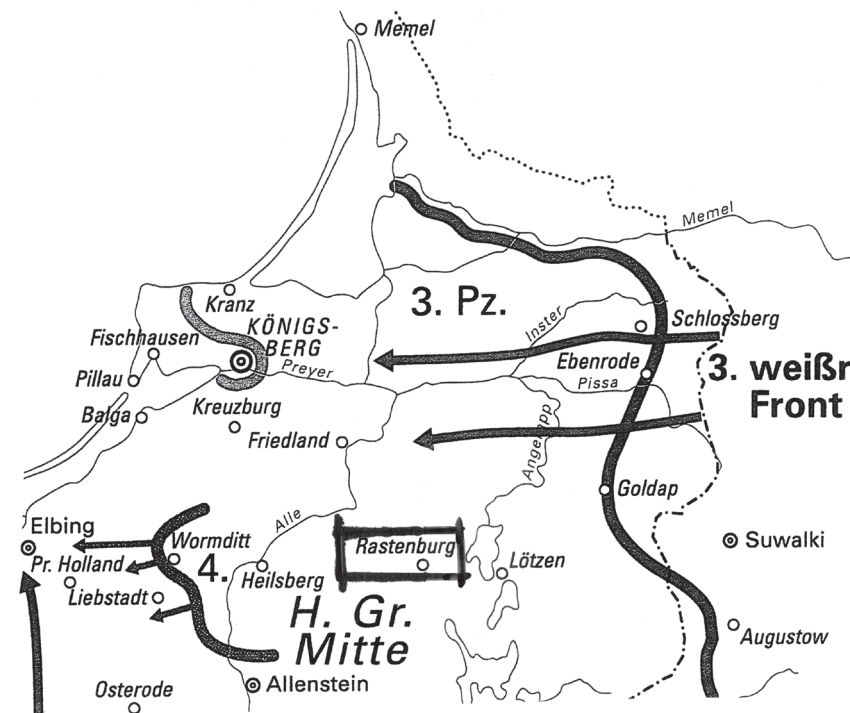 Memel
Memel
Kranz
3. Pz.
KÖNIGS-
BERG
Inster
Schlossberg
Fischhausen
Ebenrode
Preyer
Pissa
Pillau
3. weißr
Front
Balga
Kreuzburg
Friedland
Angerapp
Goldap
Alle
Elbing
Wormditt
Rastenburg
Suwalki
Pr. Holland
4.
Heilsberg
Lötzen
Liebstadt
H. Gr.
Mitte
Augustow
Osterode
Allenstein